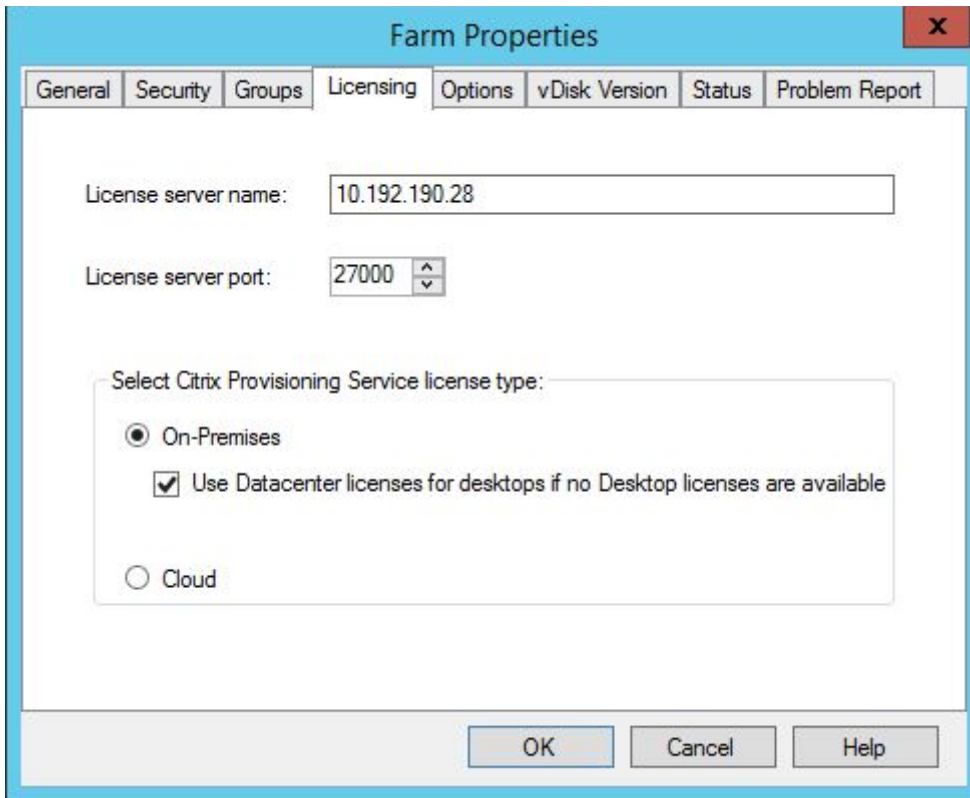 Farm Properties
x
General Security Groups Licensing Options vDisk Version Status Problem Report
License server name: 10.192.190.28
License server port: 27000
Select Citrix Provisioning Service license type:
On-Premises
Use Datacenter licenses for desktops if no Desktop licenses are available
Cloud
OK Cancel Help